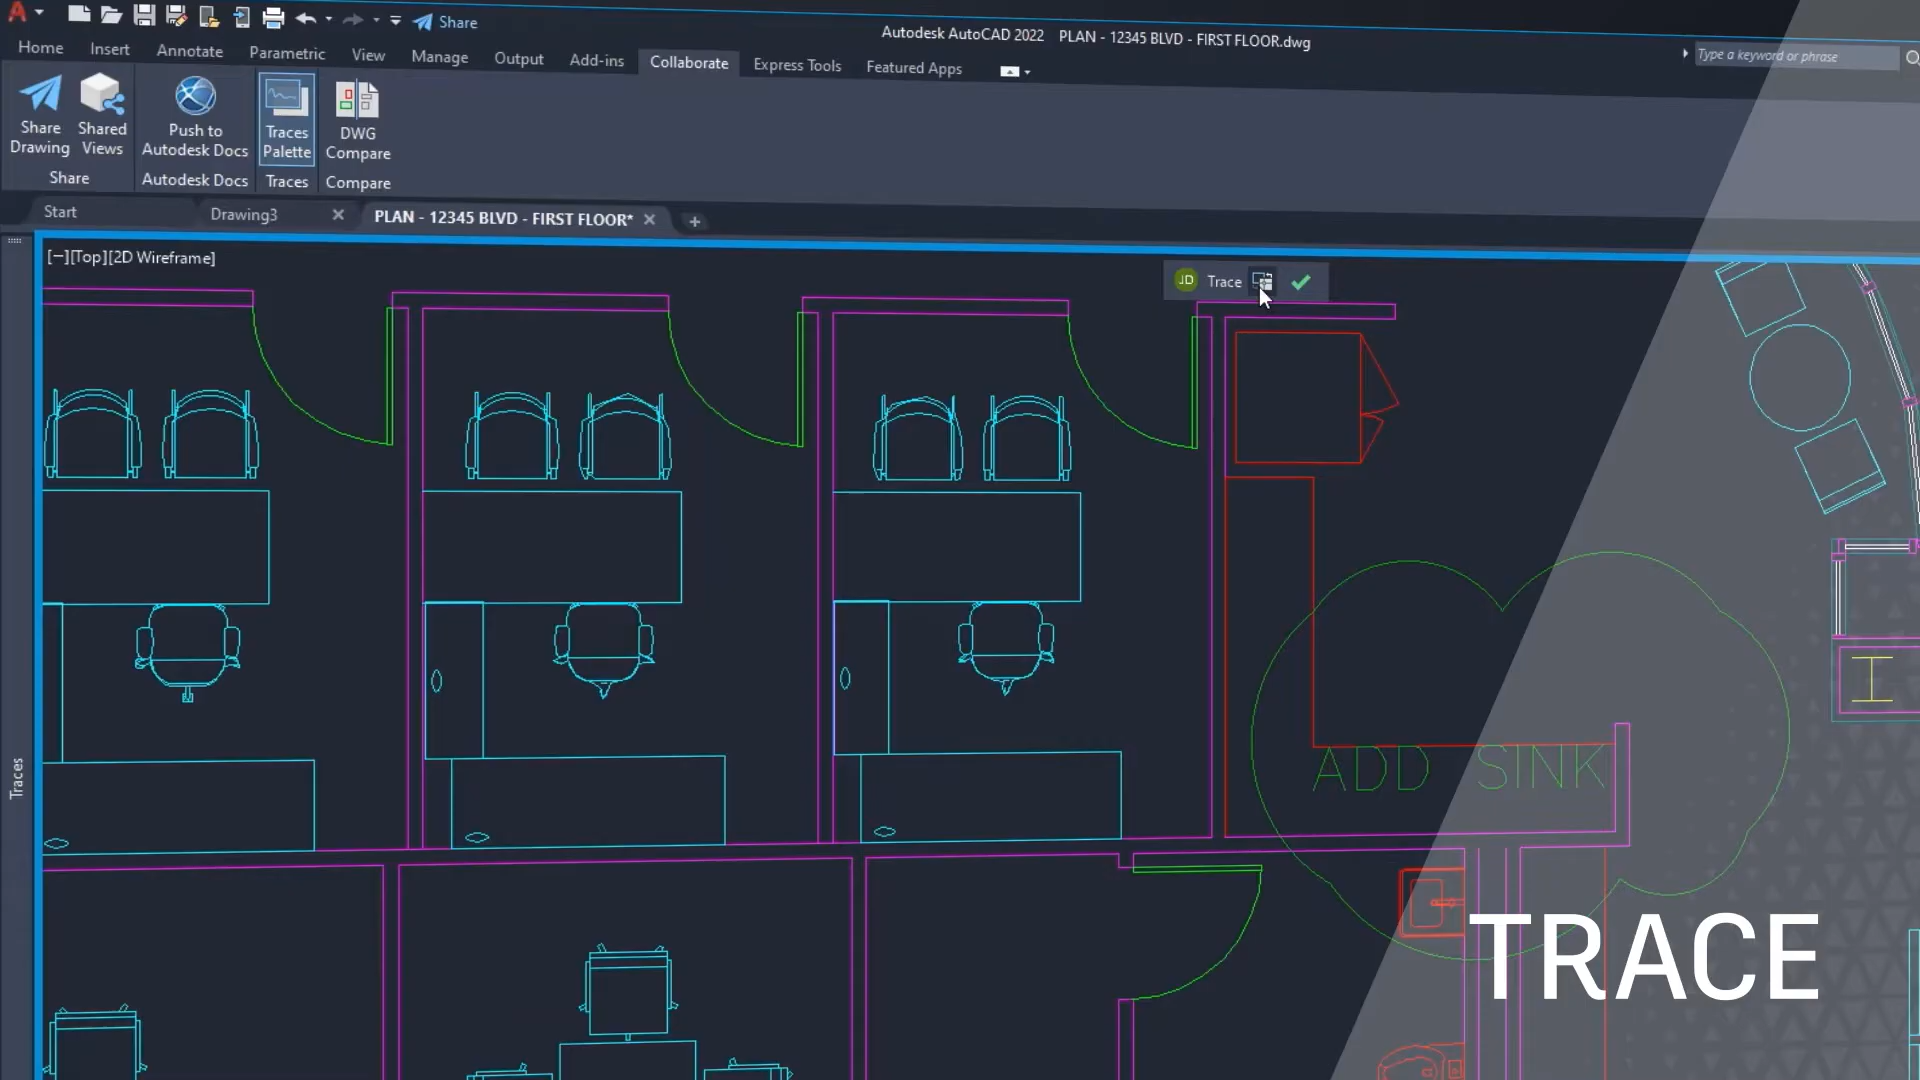 A
Share
Autodesk AutoCAD 2022 PLAN - 12345 BLVD - FIRST FLOOR.dwg
Type a keyword or phrase
Home Insert Annotate Parametric View Manage Output Add-ins Collaborate Express Tools Featured Apps
Share Drawing
Shared Views
Push to Autodesk Docs
Traces Palette
DWG Compare
Share Autodesk Docs Traces Compare
Start Drawing3 PLAN - 12345 BLVD - FIRST FLOOR*
[−][Top][2D Wireframe]
JD Trace
Traces
ADD SINK
TRACE